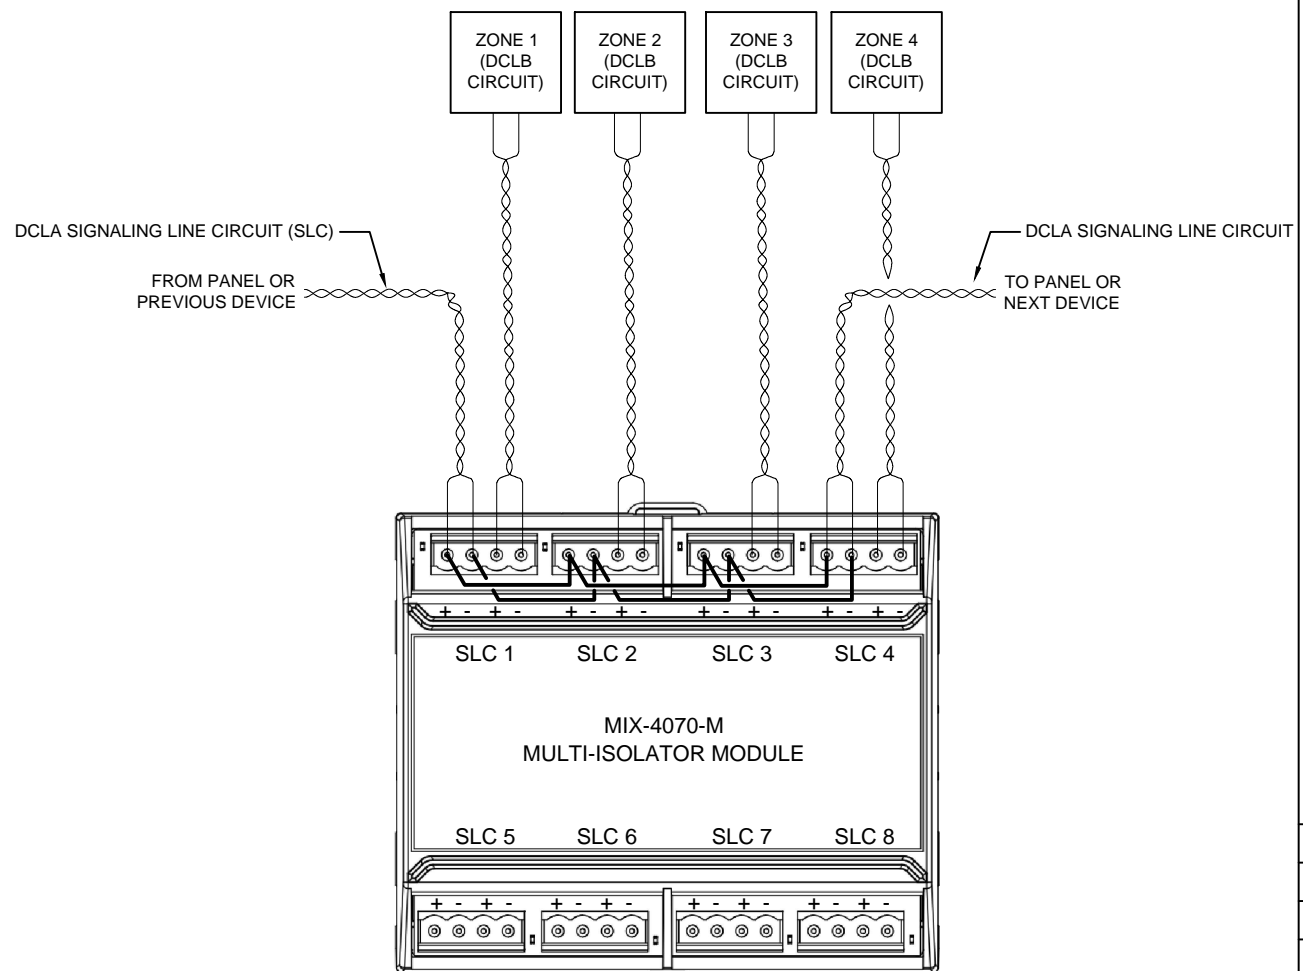 ZONE 1
(DCLB
CIRCUIT)
ZONE 2
(DCLB
CIRCUIT)
ZONE 3
(DCLB
CIRCUIT)
ZONE 4
(DCLB
CIRCUIT)
DCLA SIGNALING LINE CIRCUIT (SLC)
DCLA SIGNALING LINE CIRCUIT
FROM PANEL OR
PREVIOUS DEVICE
TO PANEL OR
NEXT DEVICE
+ - + - + - + - + - + - + - + -
SLC 1 SLC 2 SLC 3 SLC 4
MIX-4070-M
MULTI-ISOLATOR MODULE
SLC 5 SLC 6 SLC 7 SLC 8
+ - + - + - + - + - + - + - + -